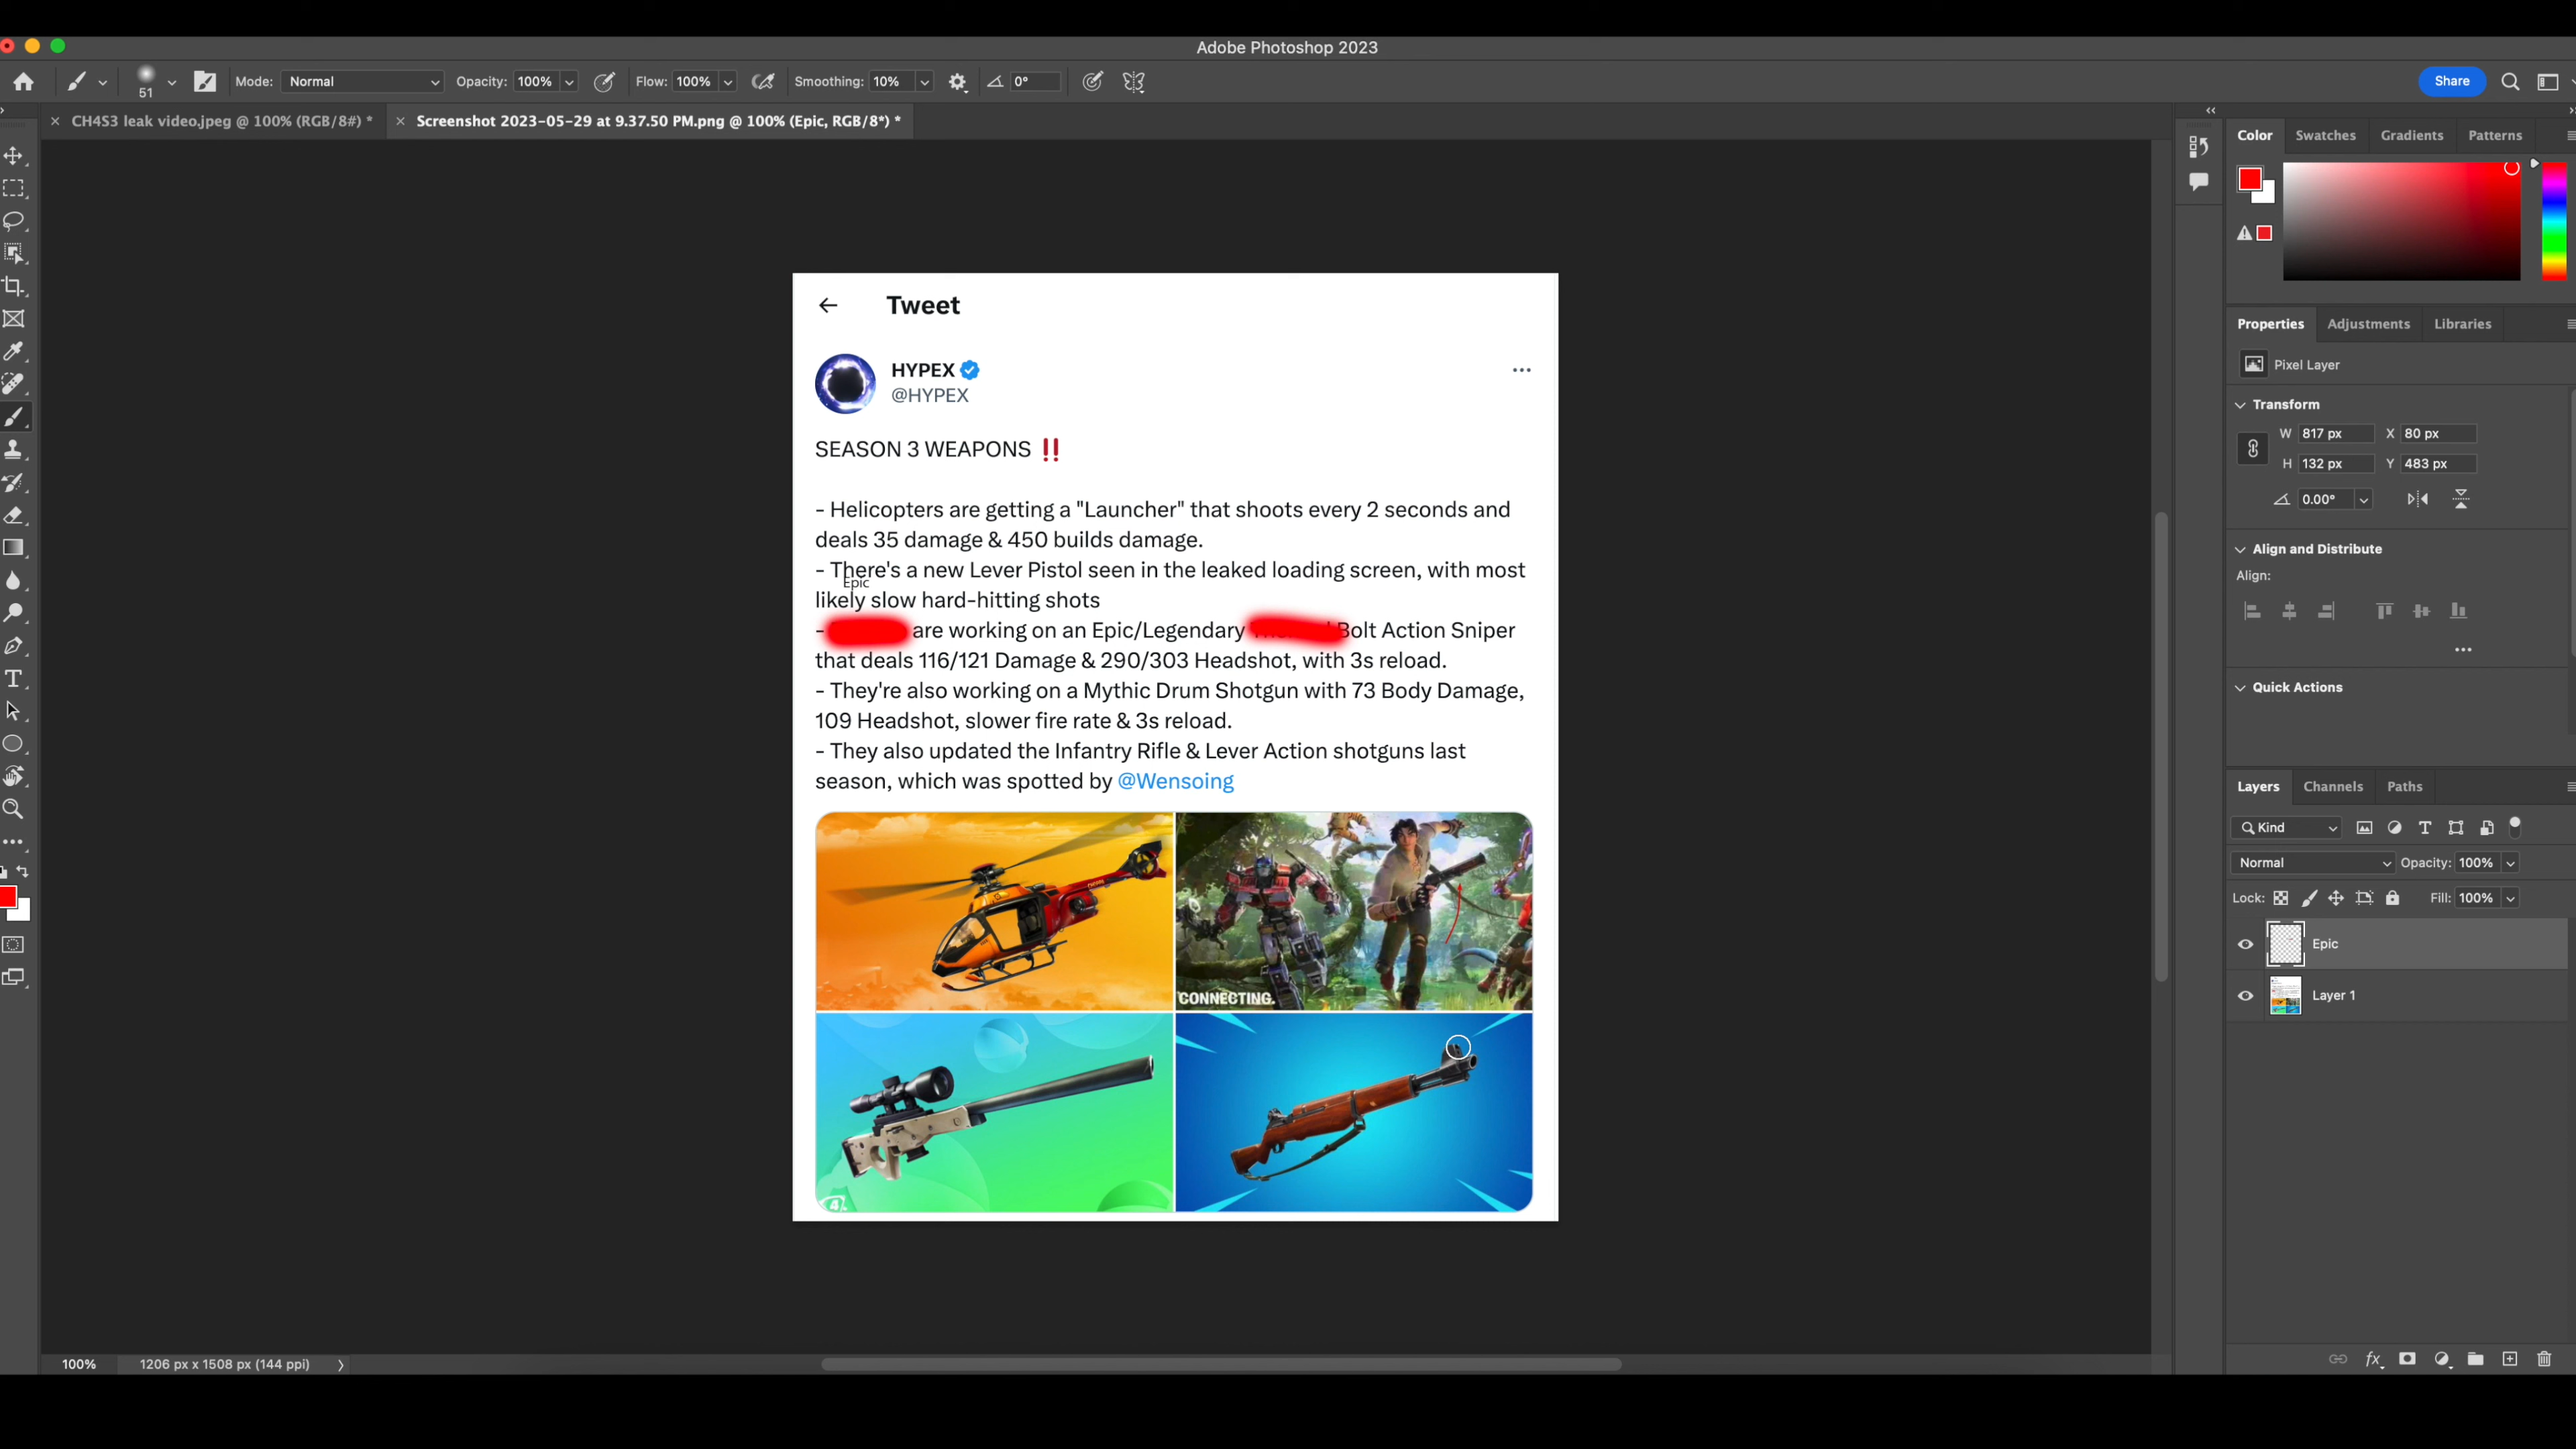 Adobe Photoshop 2023
51
Mode: Normal
Opacity: 100%
Flow: 100%
Smoothing: 10%
0°
Share
CH4S3 leak video.jpeg @ 100% (RGB/8#) *
Screenshot 2023-05-29 at 9.37.50 PM.png @ 100% (Epic, RGB/8*) *
Tweet
HYPEX
@HYPEX
SEASON 3 WEAPONS ‼️
- Helicopters are getting a "Launcher" that shoots every 2 seconds and
deals 35 damage & 450 builds damage.
- There's a new Lever Pistol seen in the leaked loading screen, with most
Epic
likely slow hard-hitting shots
- are working on an Epic/Legendary Bolt Action Sniper
that deals 116/121 Damage & 290/303 Headshot, with 3s reload.
- They're also working on a Mythic Drum Shotgun with 73 Body Damage,
109 Headshot, slower fire rate & 3s reload.
- They also updated the Infantry Rifle & Lever Action shotguns last
season, which was spotted by @Wensoing
CONNECTING.
100%
1206 px x 1508 px (144 ppi)
Color
Swatches
Gradients
Patterns
Properties
Adjustments
Libraries
Pixel Layer
Transform
W 817 px X 80 px
H 132 px Y 483 px
0.00°
Align and Distribute
Align:
Quick Actions
Layers
Channels
Paths
Kind
Normal
Opacity: 100%
Lock:
Fill: 100%
Epic
Layer 1